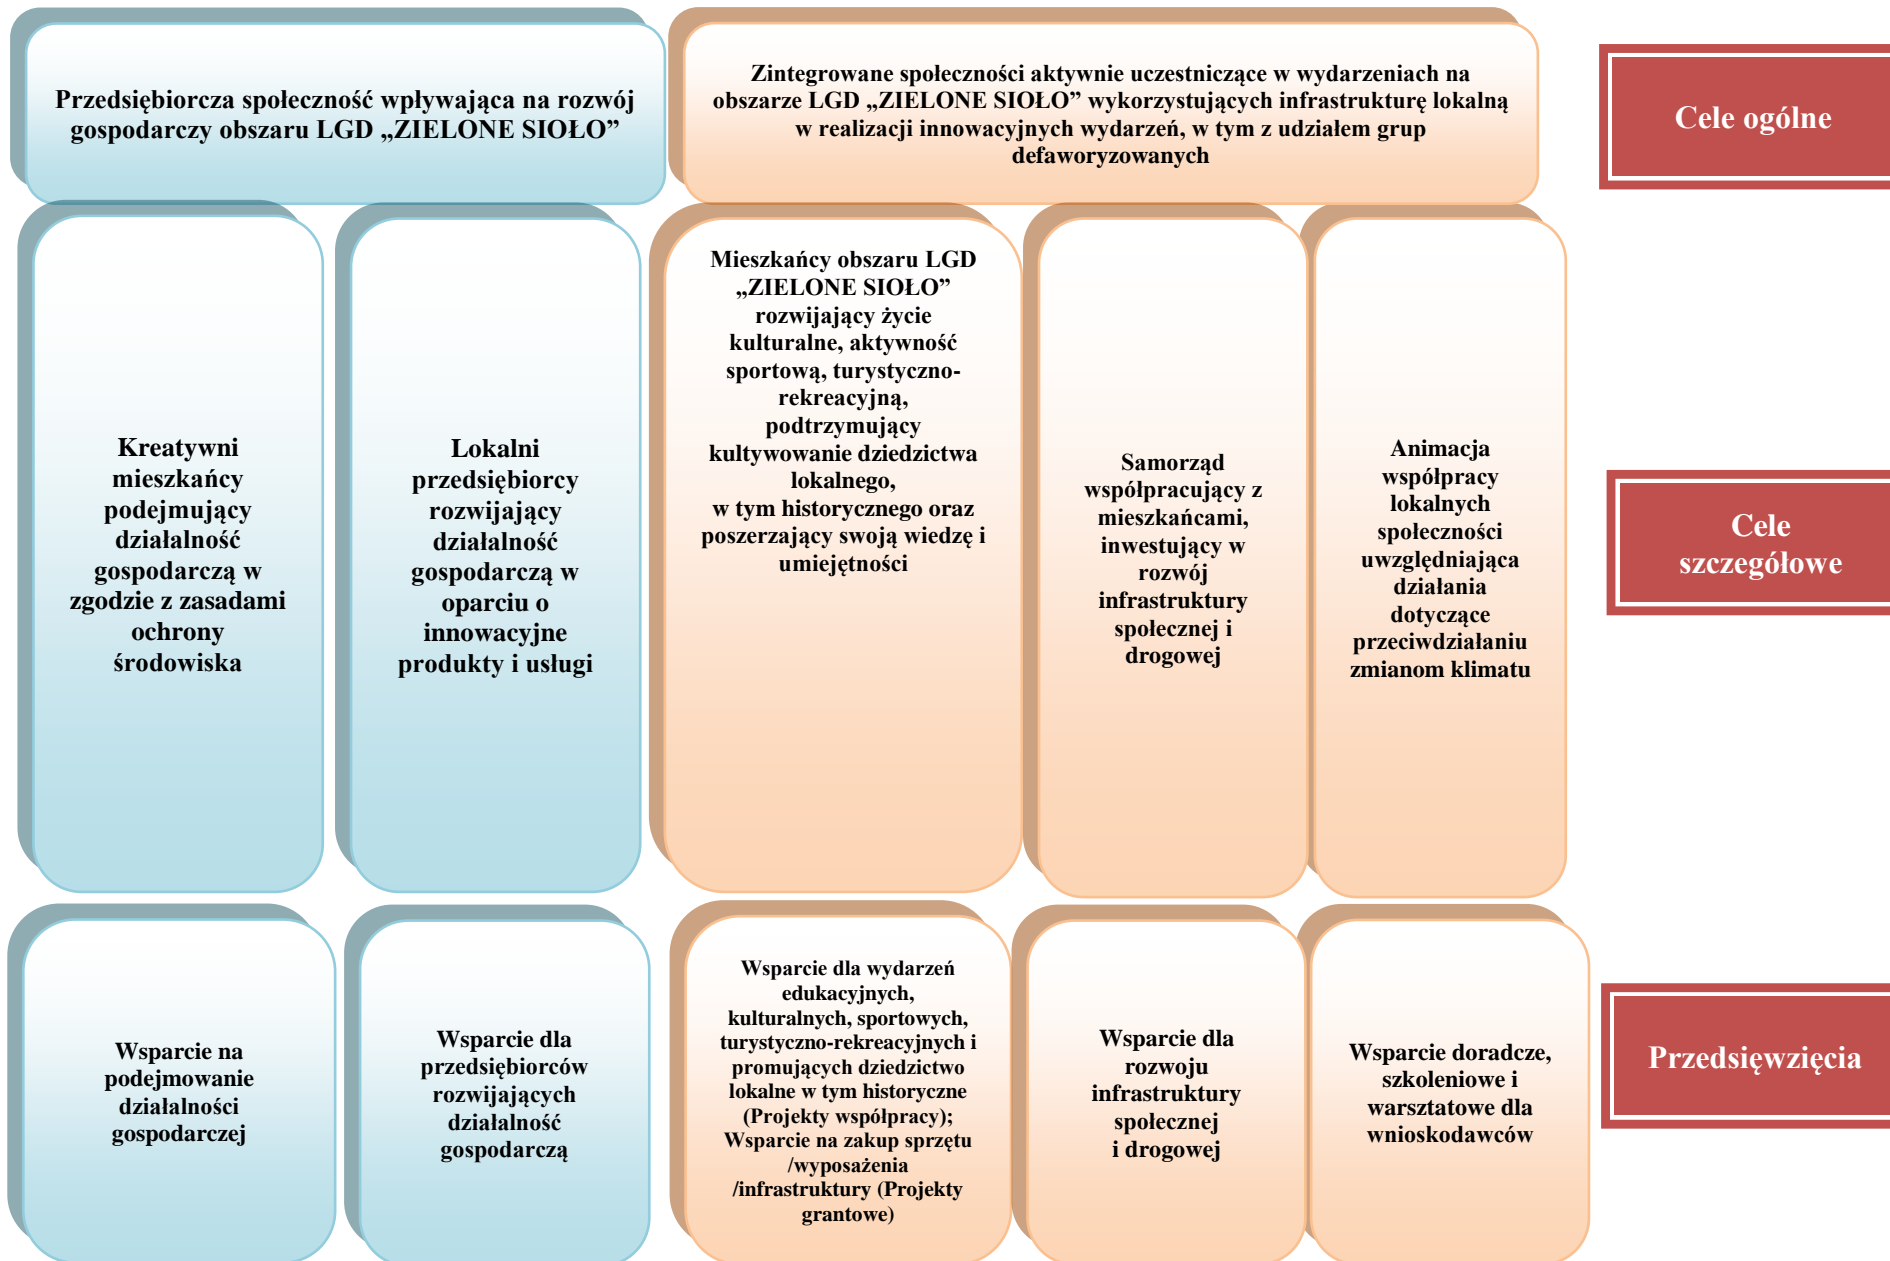 Przedsiębiorcza społeczność wpływająca na rozwój
gospodarczy obszaru LGD „ZIELONE SIOŁO”
Zintegrowane społeczności aktywnie uczestniczące w wydarzeniach na
obszarze LGD „ZIELONE SIOŁO” wykorzystujących infrastrukturę lokalną
w realizacji innowacyjnych wydarzeń, w tym z udziałem grup
defaworyzowanych
Cele ogólne
Kreatywni
mieszkańcy
podejmujący
działalność
gospodarczą w
zgodzie z zasadami
ochrony
środowiska
Lokalni
przedsiębiorcy
rozwijający
działalność
gospodarczą w
oparciu o
innowacyjne
produkty i usługi
Mieszkańcy obszaru LGD
„ZIELONE SIOŁO”
rozwijający życie
kulturalne, aktywność
sportową, turystyczno-
rekreacyjną,
podtrzymujący
kultywowanie dziedzictwa
lokalnego,
w tym historycznego oraz
poszerzający swoją wiedzę i
umiejętności
Samorząd
współpracujący z
mieszkańcami,
inwestujący w
rozwój
infrastruktury
społecznej i
drogowej
Animacja
współpracy
lokalnych
społeczności
uwzględniająca
działania
dotyczące
przeciwdziałaniu
zmianom klimatu
Cele
szczegółowe
Wsparcie na
podejmowanie
działalności
gospodarczej
Wsparcie dla
przedsiębiorców
rozwijających
działalność
gospodarczą
Wsparcie dla wydarzeń
edukacyjnych,
kulturalnych, sportowych,
turystyczno-rekreacyjnych i
promujących dziedzictwo
lokalne w tym historyczne
(Projekty współpracy);
Wsparcie na zakup sprzętu
/wyposażenia
/infrastruktury (Projekty
grantowe)
Wsparcie dla
rozwoju
infrastruktury
społecznej
i drogowej
Wsparcie doradcze,
szkoleniowe i
warsztatowe dla
wnioskodawców
Przedsięwzięcia